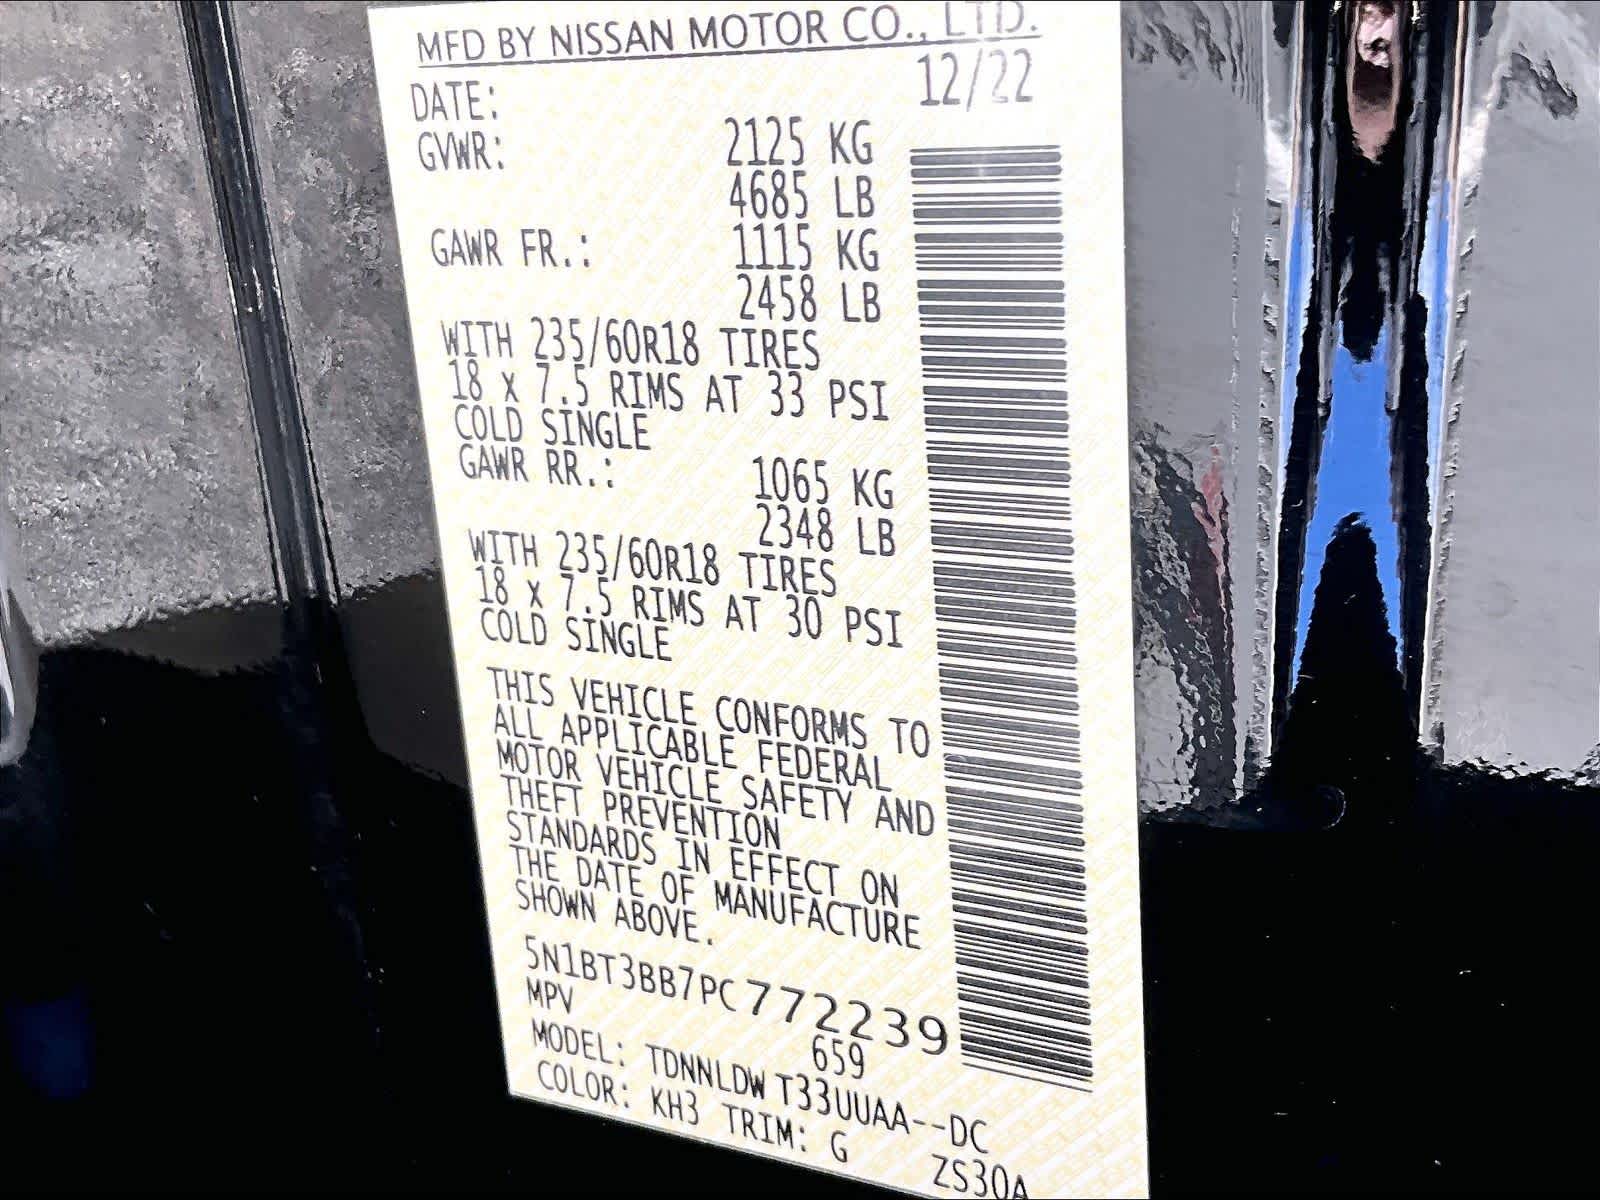 MFD BY NISSAN MOTOR CO., LTD.
DATE: 12/22
GVWR: 2125 KG
4685 LB
GAWR FR.: 1115 KG
2458 LB
WITH 235/60R18 TIRES
18 x 7.5 RIMS AT 33 PSI
COLD SINGLE
GAWR RR.: 1065 KG
2348 LB
WITH 235/60R18 TIRES
18 x 7.5 RIMS AT 30 PSI
COLD SINGLE
THIS VEHICLE CONFORMS TO
ALL APPLICABLE FEDERAL
MOTOR VEHICLE SAFETY AND
THEFT PREVENTION
STANDARDS IN EFFECT ON
THE DATE OF MANUFACTURE
SHOWN ABOVE.
5N1BT3BB7PC772239
MPV 659
MODEL: TDNNLDW T33UUAA--DC
COLOR: KH3 TRIM: G ZS30A